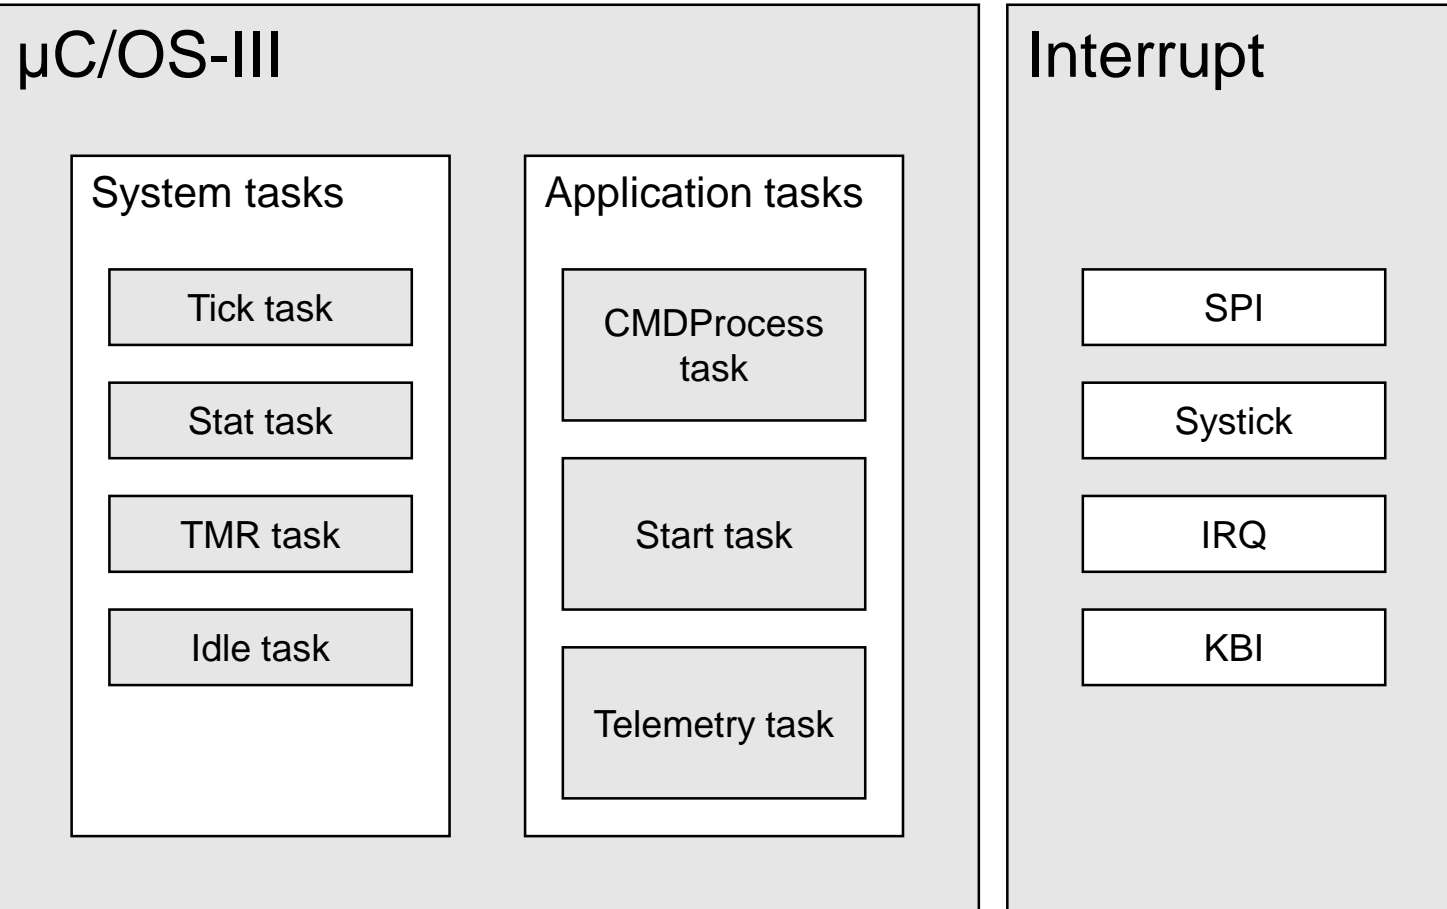 µC/OS-III
System tasks
Tick task
Stat task
TMR task
Idle task
Application tasks
CMDProcess
task
Start task
Telemetry task
Interrupt
SPI
Systick
IRQ
KBI